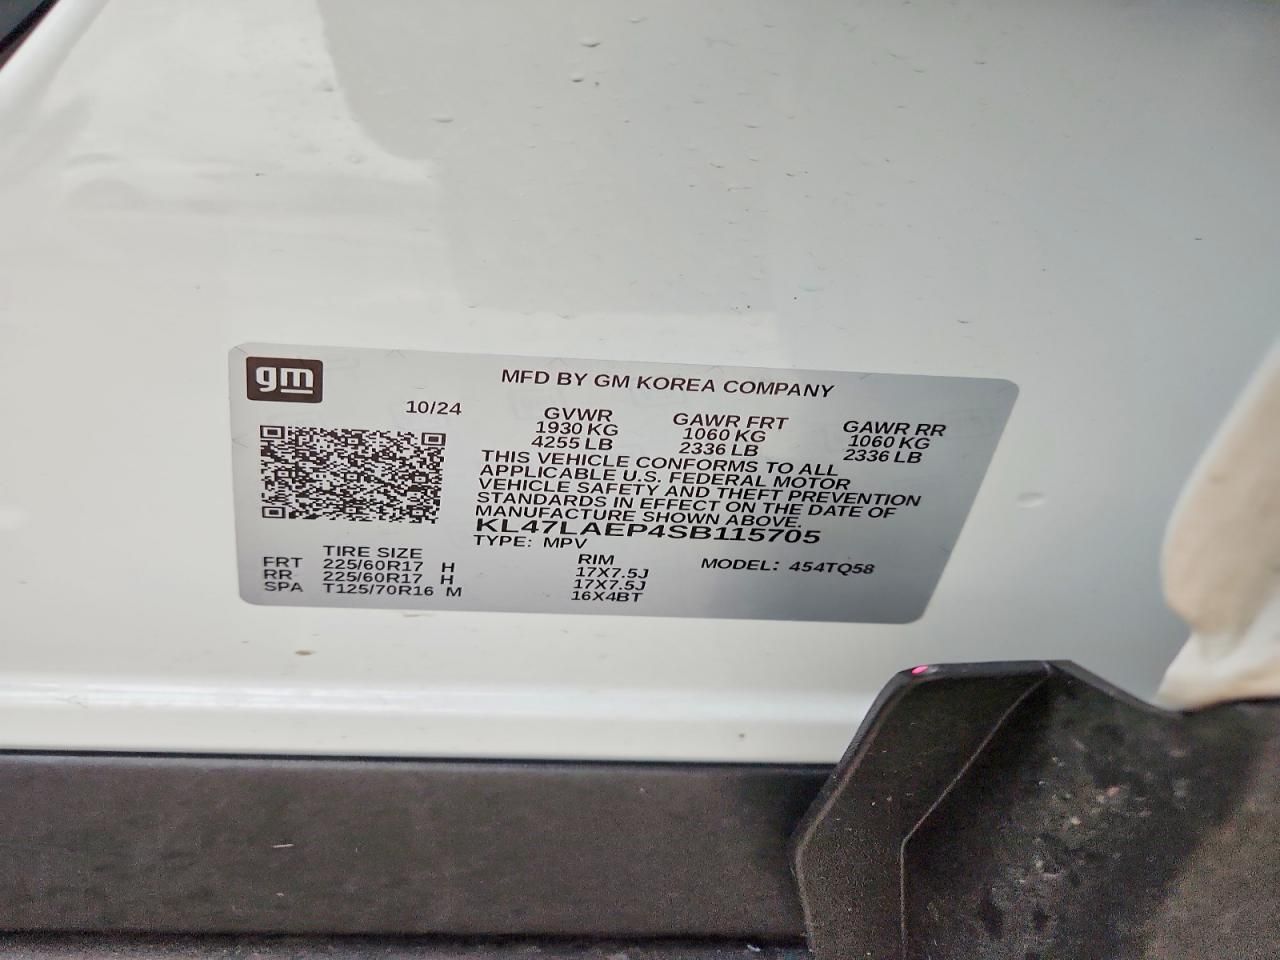 gm
MFD BY GM KOREA COMPANY
10/24
GVWR GAWR FRT GAWR RR
1930 KG 1060 KG 1060 KG
4255 LB 2336 LB 2336 LB
THIS VEHICLE CONFORMS TO ALL
APPLICABLE U.S. FEDERAL MOTOR
VEHICLE SAFETY AND THEFT PREVENTION
STANDARDS IN EFFECT ON THE DATE OF
MANUFACTURE SHOWN ABOVE.
KL47LAEP4SB115705
TYPE: MPV
TIRE SIZE RIM MODEL: 454TQ58
FRT 225/60R17 H 17X7.5J
RR 225/60R17 H 17X7.5J
SPA T125/70R16 M 16X4BT